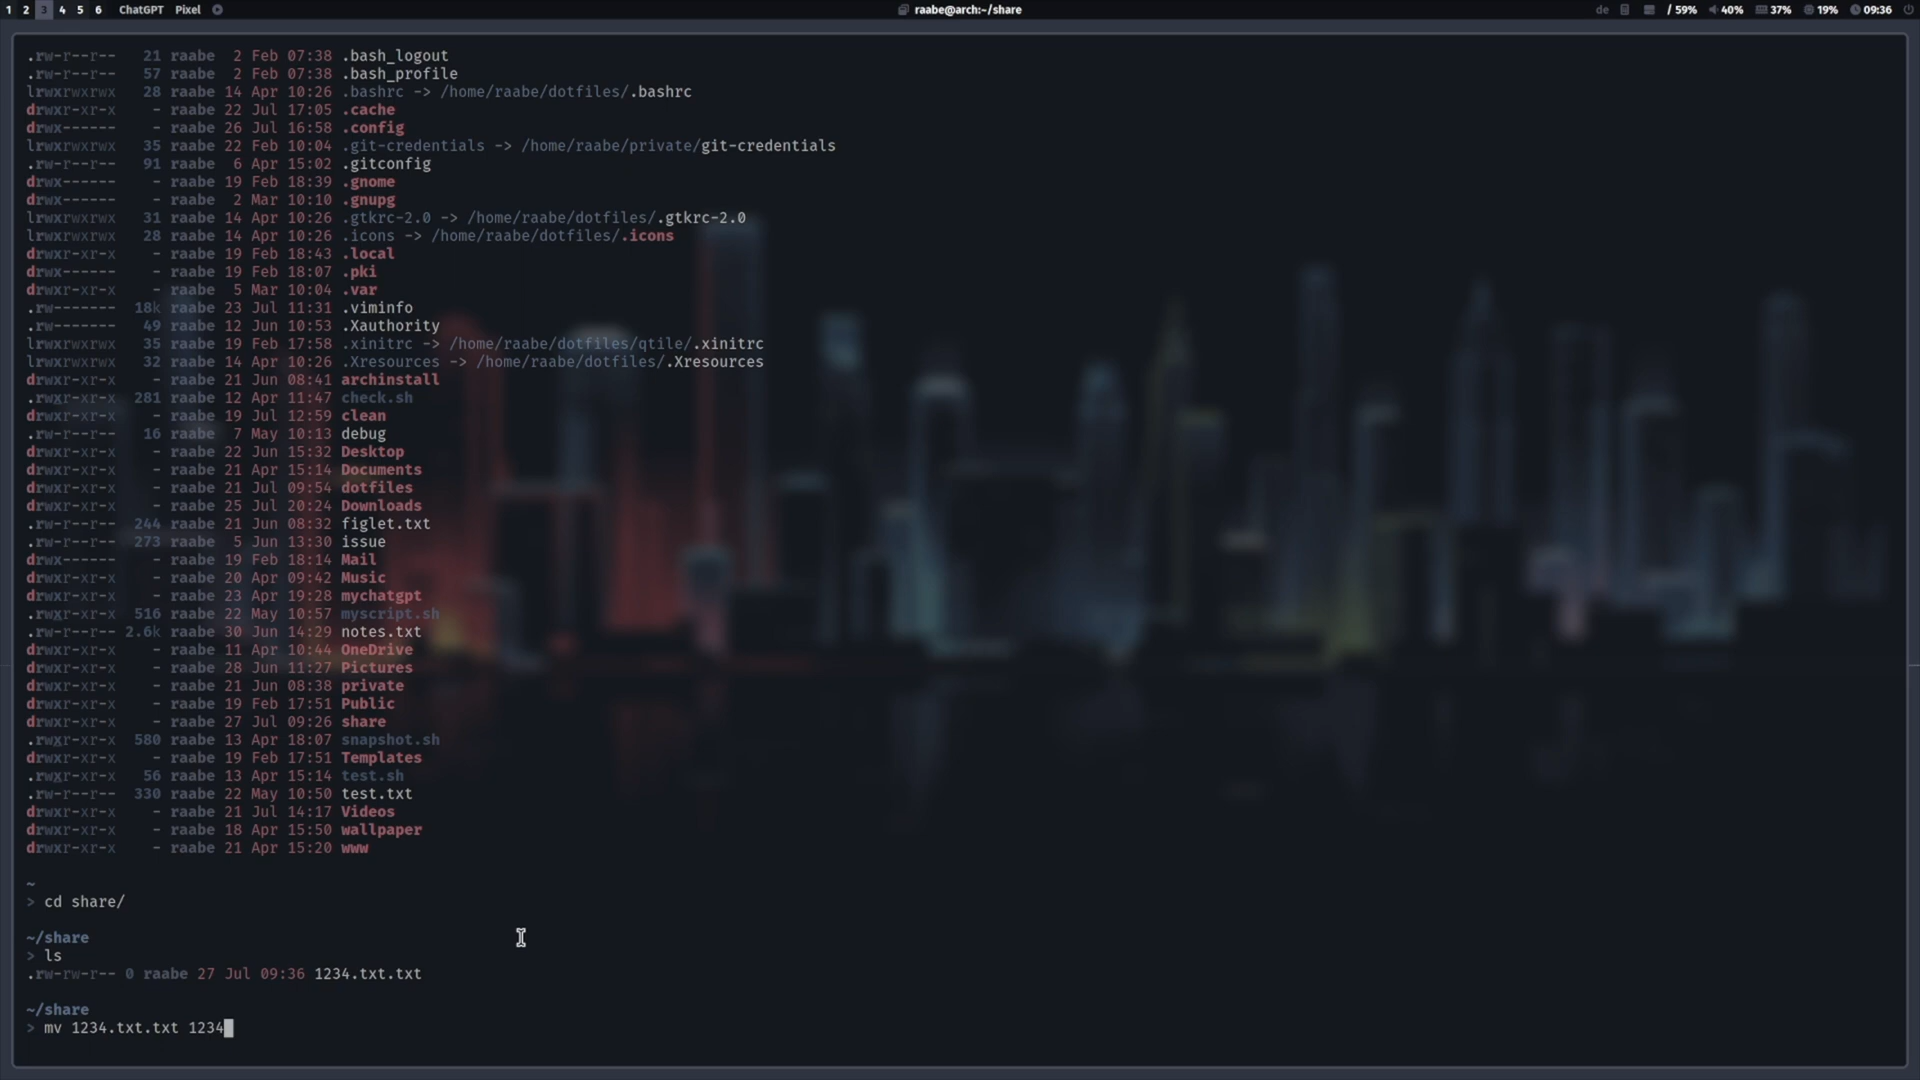 1 2 3 4 5 6 ChatGPT Pixel raabe@arch:~/share de / 59% 40% 37% 19% 09:36
.rw-r--r-- 21 raabe 2 Feb 07:38 .bash_logout
.rw-r--r-- 57 raabe 2 Feb 07:38 .bash_profile
lrwxrwxrwx 28 raabe 14 Apr 10:26 .bashrc -> /home/raabe/dotfiles/.bashrc
drwxr-xr-x - raabe 22 Jul 17:05 .cache
drwx------ - raabe 26 Jul 16:58 .config
lrwxrwxrwx 35 raabe 22 Feb 10:04 .git-credentials -> /home/raabe/private/git-credentials
.rw-r--r-- 91 raabe 6 Apr 15:02 .gitconfig
drwx------ - raabe 19 Feb 18:39 .gnome
drwx------ - raabe 2 Mar 10:10 .gnupg
lrwxrwxrwx 31 raabe 14 Apr 10:26 .gtkrc-2.0 -> /home/raabe/dotfiles/.gtkrc-2.0
lrwxrwxrwx 28 raabe 14 Apr 10:26 .icons -> /home/raabe/dotfiles/.icons
drwxr-xr-x - raabe 19 Feb 18:43 .local
drwx------ - raabe 19 Feb 18:07 .pki
drwxr-xr-x - raabe 5 Mar 10:04 .var
.rw------- 18k raabe 23 Jul 11:31 .viminfo
.rw------- 49 raabe 12 Jun 10:53 .Xauthority
lrwxrwxrwx 35 raabe 19 Feb 17:58 .xinitrc -> /home/raabe/dotfiles/qtile/.xinitrc
lrwxrwxrwx 32 raabe 14 Apr 10:26 .Xresources -> /home/raabe/dotfiles/.Xresources
drwxr-xr-x - raabe 21 Jun 08:41 archinstall
.rwxr-xr-x 281 raabe 12 Apr 11:47 check.sh
drwxr-xr-x - raabe 19 Jul 12:59 clean
.rw-r--r-- 16 raabe 7 May 10:13 debug
drwxr-xr-x - raabe 22 Jun 15:32 Desktop
drwxr-xr-x - raabe 21 Apr 15:14 Documents
drwxr-xr-x - raabe 21 Jul 09:54 dotfiles
drwxr-xr-x - raabe 25 Jul 20:24 Downloads
.rw-r--r-- 244 raabe 21 Jun 08:32 figlet.txt
.rw-r--r-- 273 raabe 5 Jun 13:30 issue
drwx------ - raabe 19 Feb 18:14 Mail
drwxr-xr-x - raabe 20 Apr 09:42 Music
drwxr-xr-x - raabe 23 Apr 19:28 mychatgpt
.rwxr-xr-x 516 raabe 22 May 10:57 myscript.sh
.rw-r--r-- 2.6k raabe 30 Jun 14:29 notes.txt
drwxr-xr-x - raabe 11 Apr 10:44 OneDrive
drwxr-xr-x - raabe 28 Jun 11:27 Pictures
drwxr-xr-x - raabe 21 Jun 08:38 private
drwxr-xr-x - raabe 19 Feb 17:51 Public
drwxr-xr-x - raabe 27 Jul 09:26 share
.rwxr-xr-x 580 raabe 13 Apr 18:07 snapshot.sh
drwxr-xr-x - raabe 19 Feb 17:51 Templates
.rwxr-xr-x 56 raabe 13 Apr 15:14 test.sh
.rw-r--r-- 330 raabe 22 May 10:50 test.txt
drwxr-xr-x - raabe 21 Jul 14:17 Videos
drwxr-xr-x - raabe 18 Apr 15:50 wallpaper
drwxr-xr-x - raabe 21 Apr 15:20 www
~
> cd share/
~/share
> ls
.rw-rw-r-- 0 raabe 27 Jul 09:36 1234.txt.txt
~/share
> mv 1234.txt.txt 1234